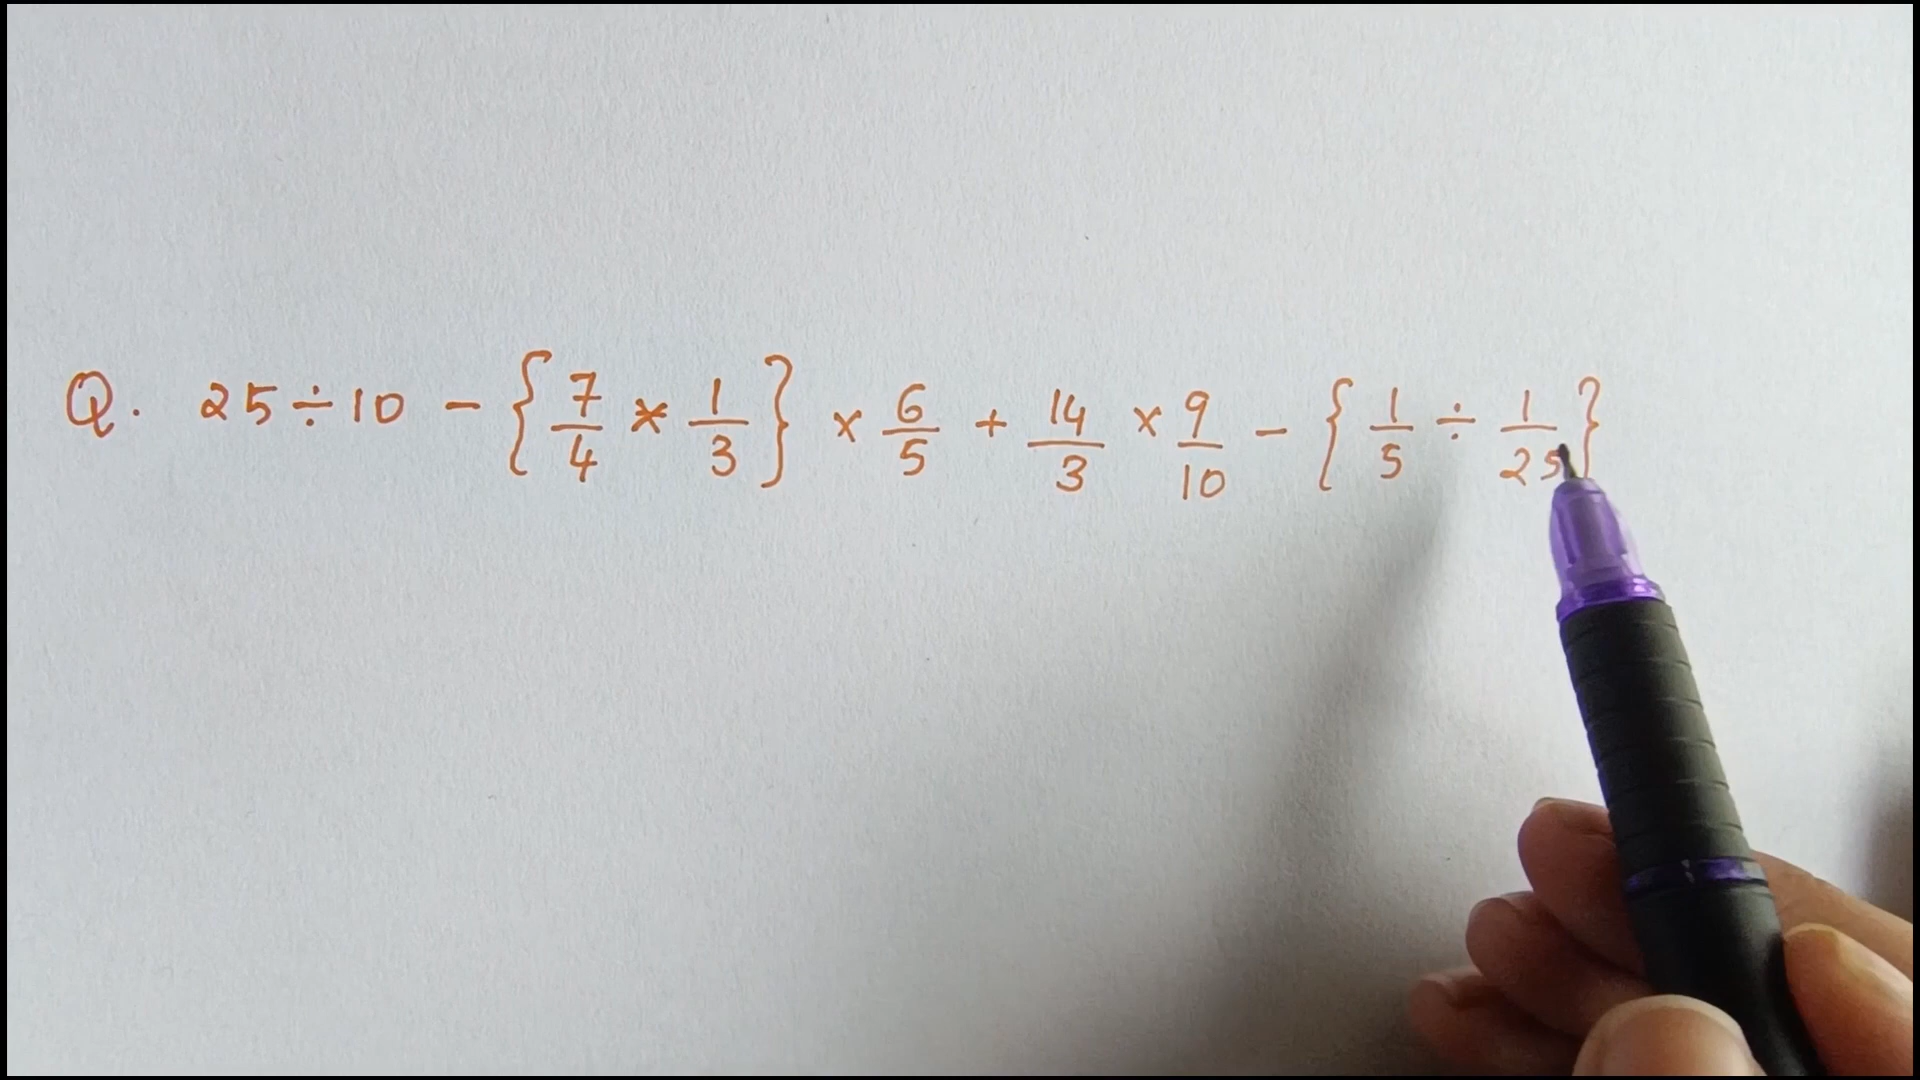 Q. 25 ÷ 10 - {7/4 × 1/3} × 6/5 + 14/3 × 9/10 - {1/5 ÷ 1/25}